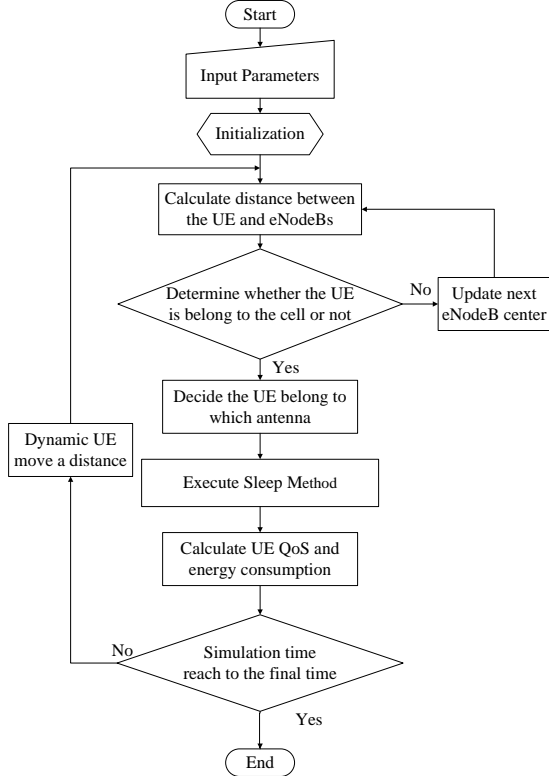 Start
Input Parameters
Initialization
Calculate distance between
the UE and eNodeBs
Determine whether the UE
is belong to the cell or not
No
Update next
eNodeB center
Yes
Decide the UE belong to
which antenna
Dynamic UE
move a distance
Execute Sleep Method
Calculate UE QoS and
energy consumption
No
Simulation time
reach to the final time
Yes
End